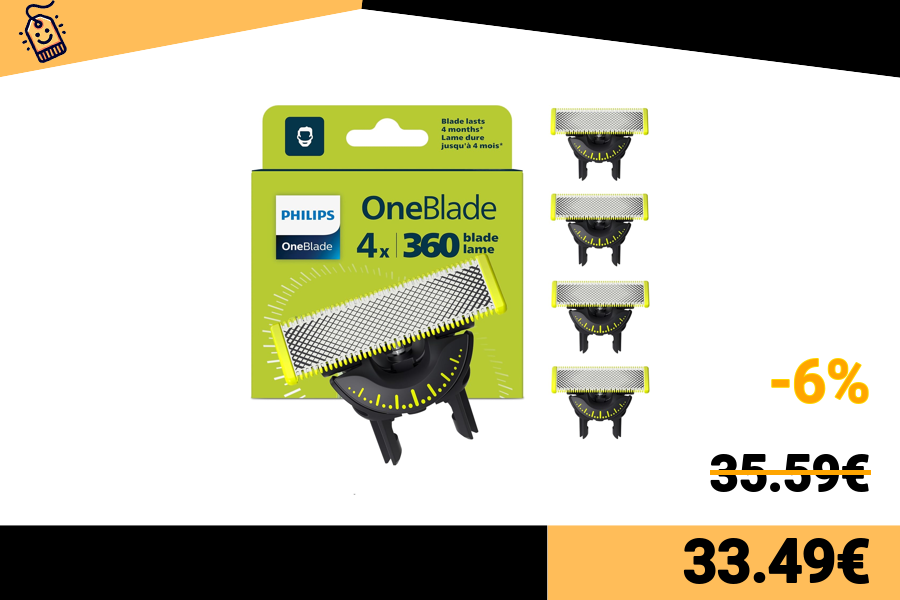 Blade lasts
4 months*
Lame dure
jusqu'à 4 mois*
PHILIPS
OneBlade
OneBlade
4x 360 blade
lame
-6%
35.59€
33.49€